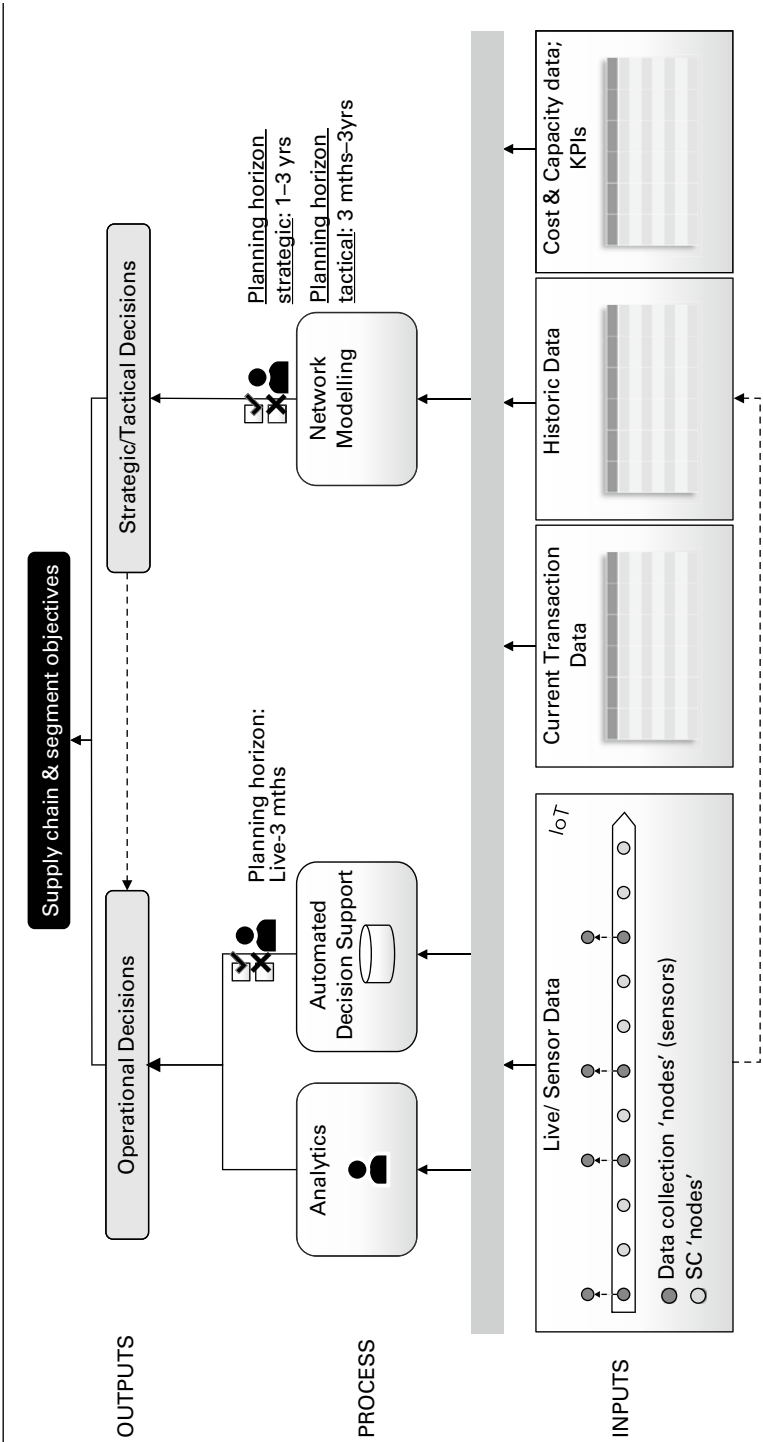 Supply chain & segment objectives
OUTPUTS
Operational Decisions
Strategic/Tactical Decisions
Planning horizon:
Live-3 mths
Planning horizon
strategic: 1–3 yrs
Planning horizon
tactical: 3 mths–3yrs
PROCESS
Analytics
Automated
Decision Support
Network
Modelling
INPUTS
Live/ Sensor Data
IoT
Data collection ‘nodes’ (sensors)
SC ‘nodes’
Current Transaction
Data
Historic Data
Cost & Capacity data;
KPIs